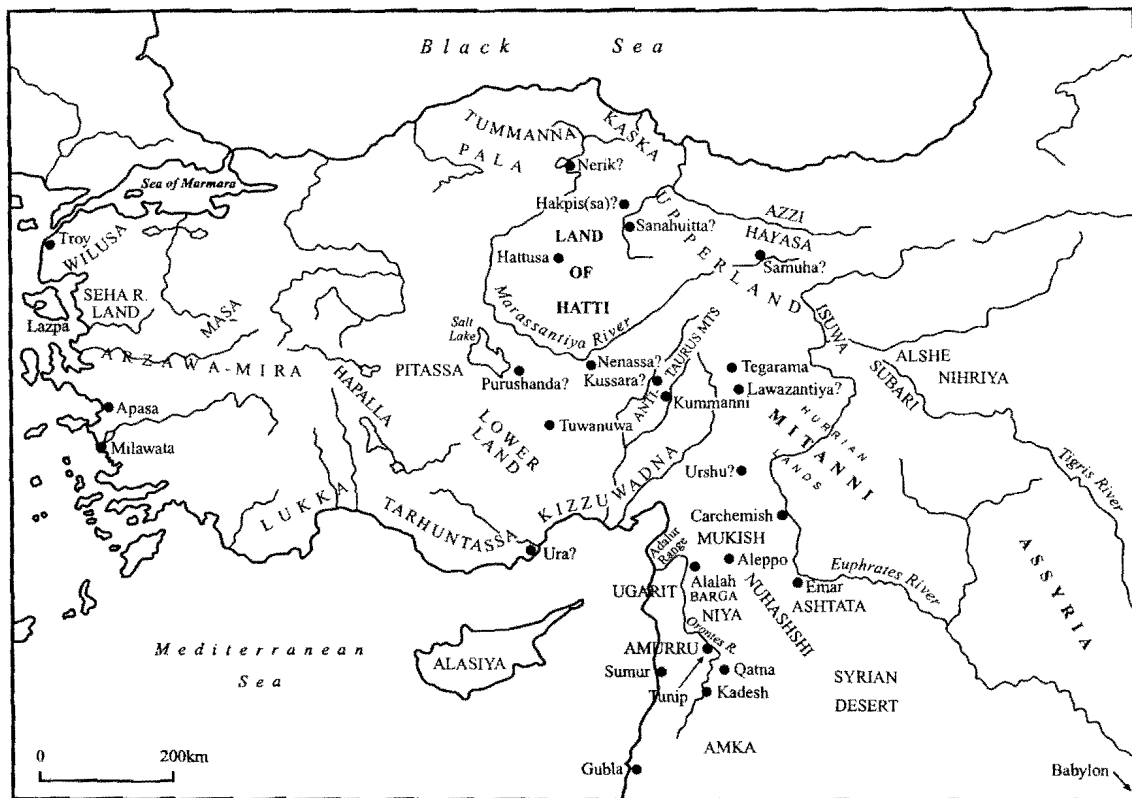 Black Sea
TUMMANNA
PALA
KASKA
Nerik?
Sea of Marmara
Hakpis(sa)?
UPPERLAND
AZZI
Troy
WILUSA
LAND
OF
HATTI
Sanahuitta?
HAYASA
Hattusa
Samuha?
SEHA R.
LAND
Lazpa
MASA
Marassantiya River
ISUWA
Salt
Lake
ARZAWA-MIRA
PITASSA
Nenassa?
ANTI-TAURUS MTS
Tegarama
ALSHE
SUBARI
NIHRIYA
Purushanda?
Kussara?
Lawazantiya?
HAPALLA
Kummanni
HURRIAN
LANDS
Apasa
Tuwanuwa
MITANNI
LOWER
LAND
Milawata
Urshu?
Tigris River
LUKKA
TARHUNTASSA
KIZZUWADNA
Carchemish
Ura?
Adalur
Range
MUKISH
Aleppo
ASSYRIA
UGARIT
Alalah
BARGA
NIYA
NUHASHSHI
Emar
ASHTATA
Euphrates River
Mediterranean
Sea
Orontes R.
ALASIYA
AMURRU
Sumur
Qatna
SYRIAN
DESERT
Tunip
Kadesh
AMKA
0 200km
Gubla
Babylon